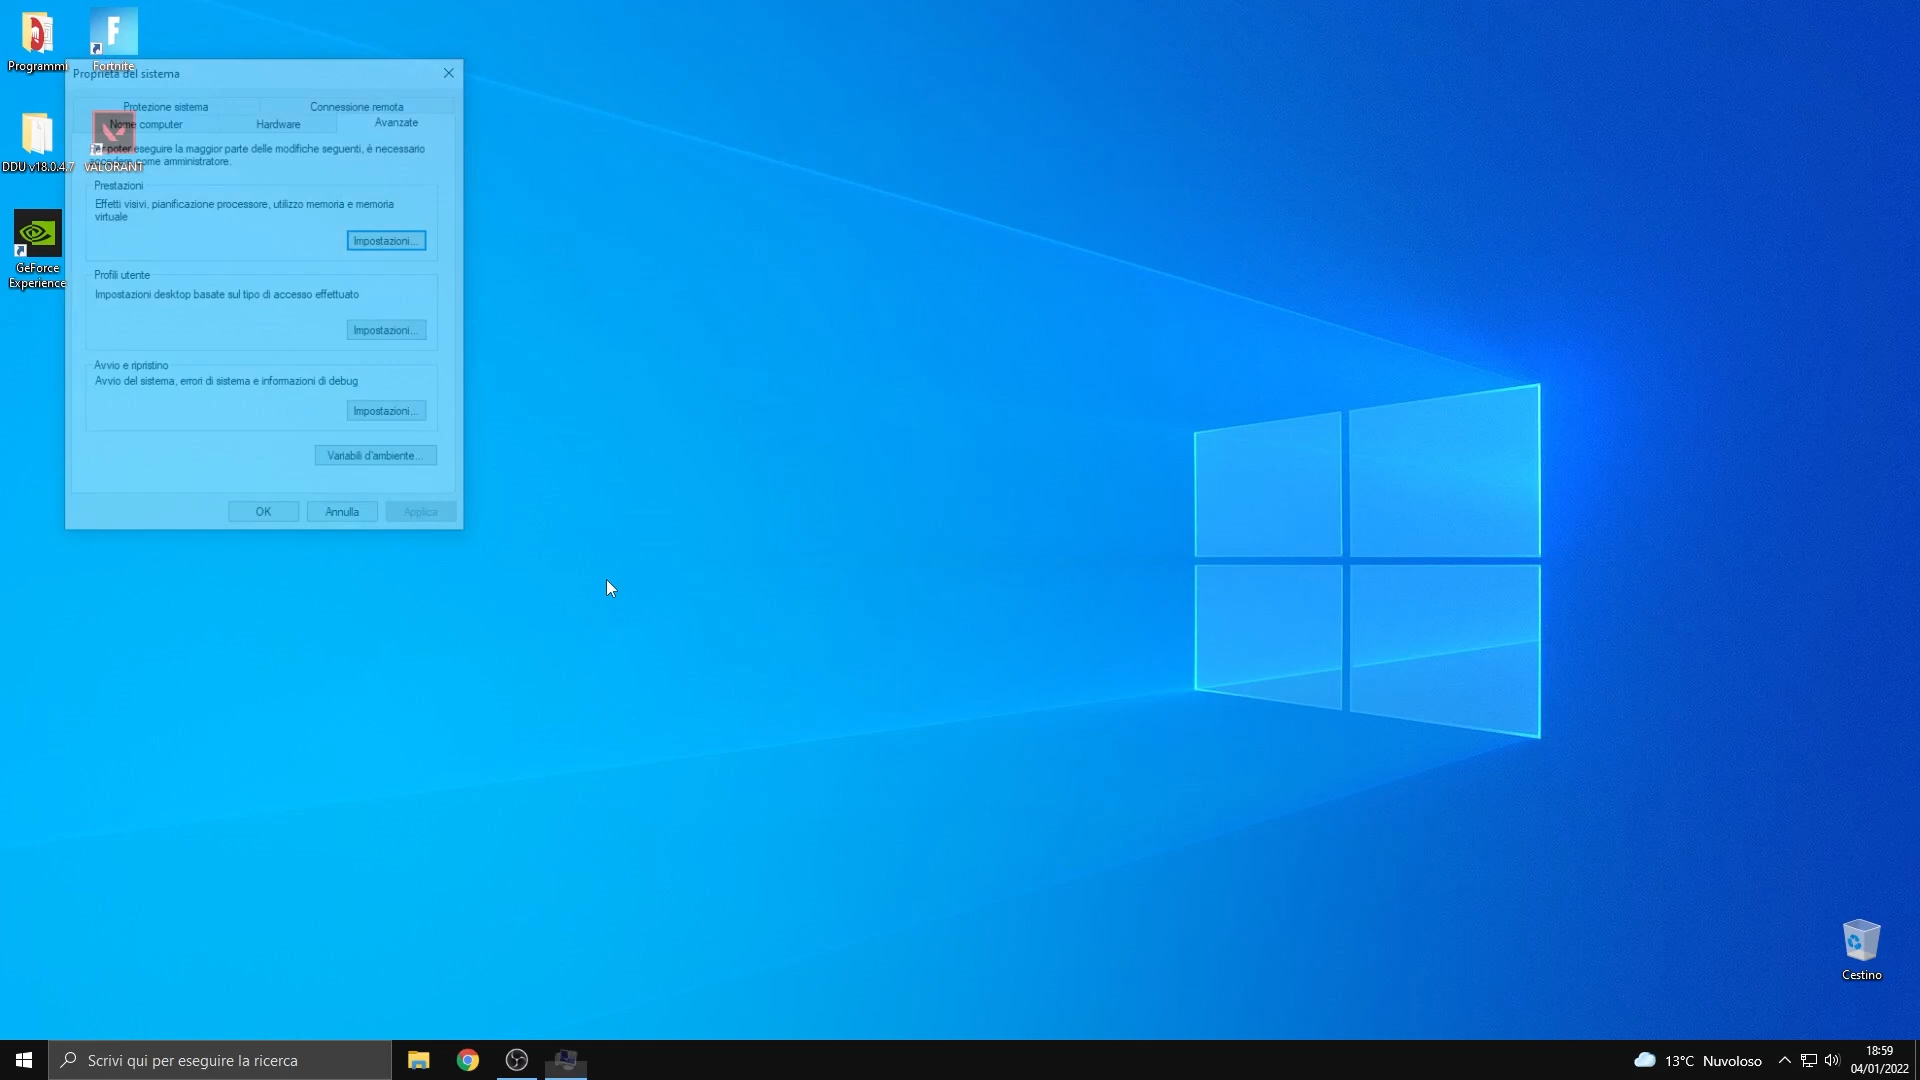 Programmi
Fortnite
DDU v18.0.4.7
VALORANT
GeForce
Experience
Proprietà del sistema
Protezione sistema
Connessione remota
Nome computer
Hardware
Avanzate
Per poter eseguire la maggior parte delle modifiche seguenti, è necessario
accedere come amministratore.
Prestazioni
Effetti visivi, pianificazione processore, utilizzo memoria e memoria
virtuale
Impostazioni...
Profili utente
Impostazioni desktop basate sul tipo di accesso effettuato
Impostazioni...
Avvio e ripristino
Avvio del sistema, errori di sistema e informazioni di debug
Impostazioni...
Variabili d'ambiente...
OK
Annulla
Applica
Cestino
Scrivi qui per eseguire la ricerca
13°C Nuvoloso
18:59
04/01/2022